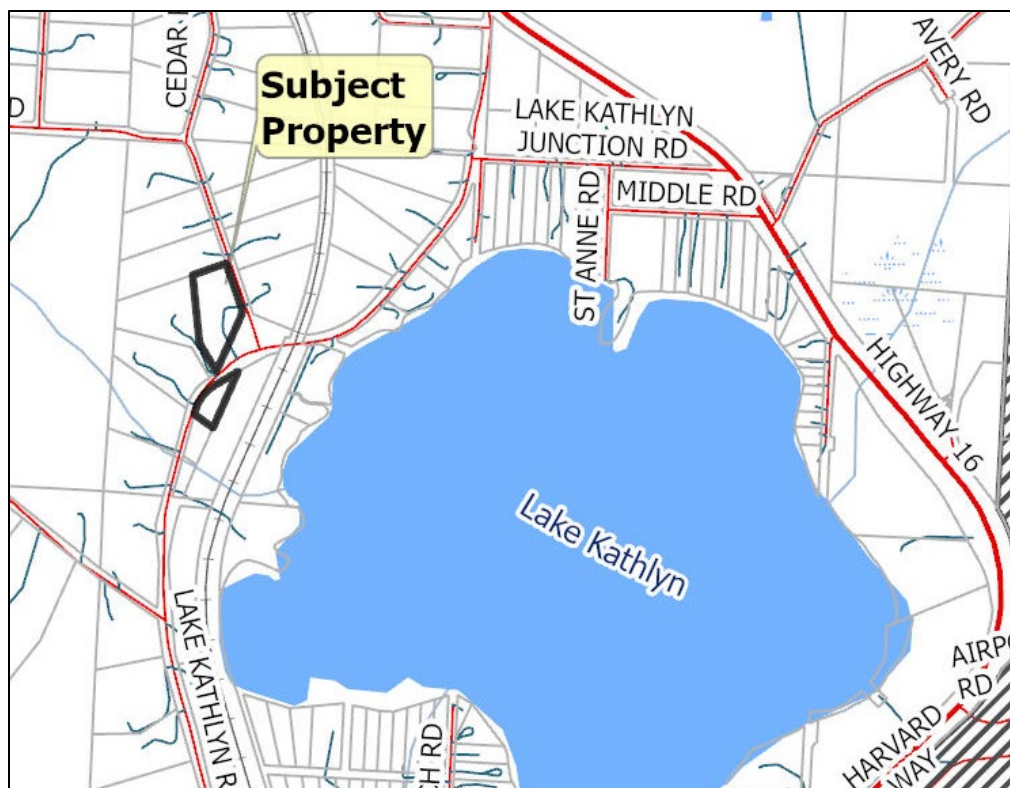 CEDAR
Subject
Property
D
LAKE KATHLYN
JUNCTION RD
AVERY RD
MIDDLE RD
ST ANNE RD
HIGHWAY 16
Lake Kathlyn
LAKE KATHLYN R
CH RD
AIRPO
RD
HARVARD
WAY